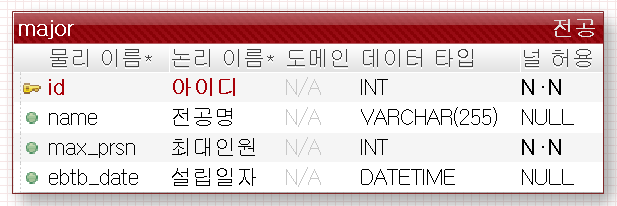 major 전공
물리 이름* 논리 이름* 도메인 데이터 타입 널 허용
id 아이디 N/A INT N·N
name 전공명 N/A VARCHAR(255) NULL
max_prsn 최대인원 N/A INT N·N
ebtb_date 설립일자 N/A DATETIME NULL